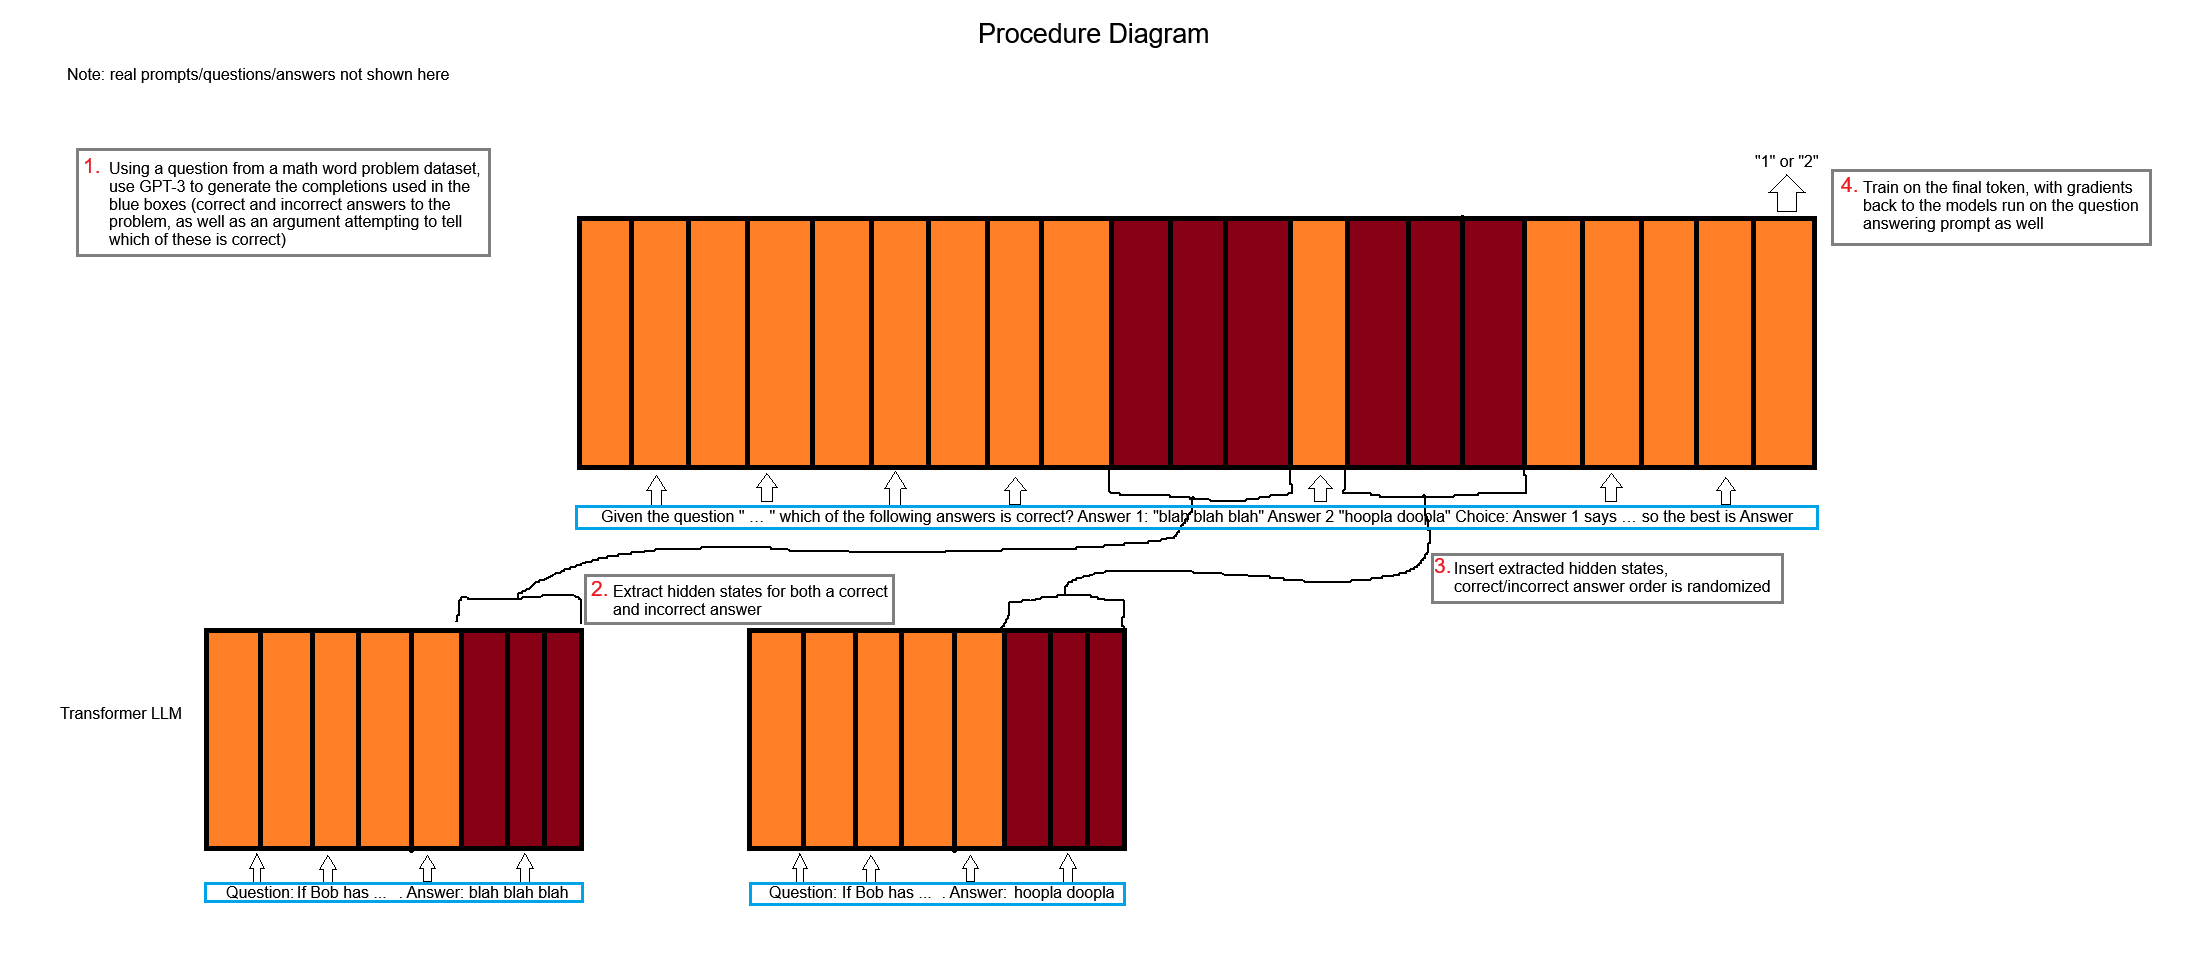 Procedure Diagram
Note: real prompts/questions/answers not shown here
1. Using a question from a math word problem dataset,
use GPT-3 to generate the completions used in the
blue boxes (correct and incorrect answers to the
problem, as well as an argument attempting to tell
which of these is correct)
"1" or "2"
4. Train on the final token, with gradients
back to the models run on the question
answering prompt as well
Given the question " ... " which of the following answers is correct? Answer 1: "blah blah blah" Answer 2 "hoopla doopla" Choice: Answer 1 says ... so the best is Answer
2. Extract hidden states for both a correct
and incorrect answer
3. Insert extracted hidden states,
correct/incorrect answer order is randomized
Transformer LLM
Question: If Bob has ... . Answer: blah blah blah
Question: If Bob has ... . Answer: hoopla doopla